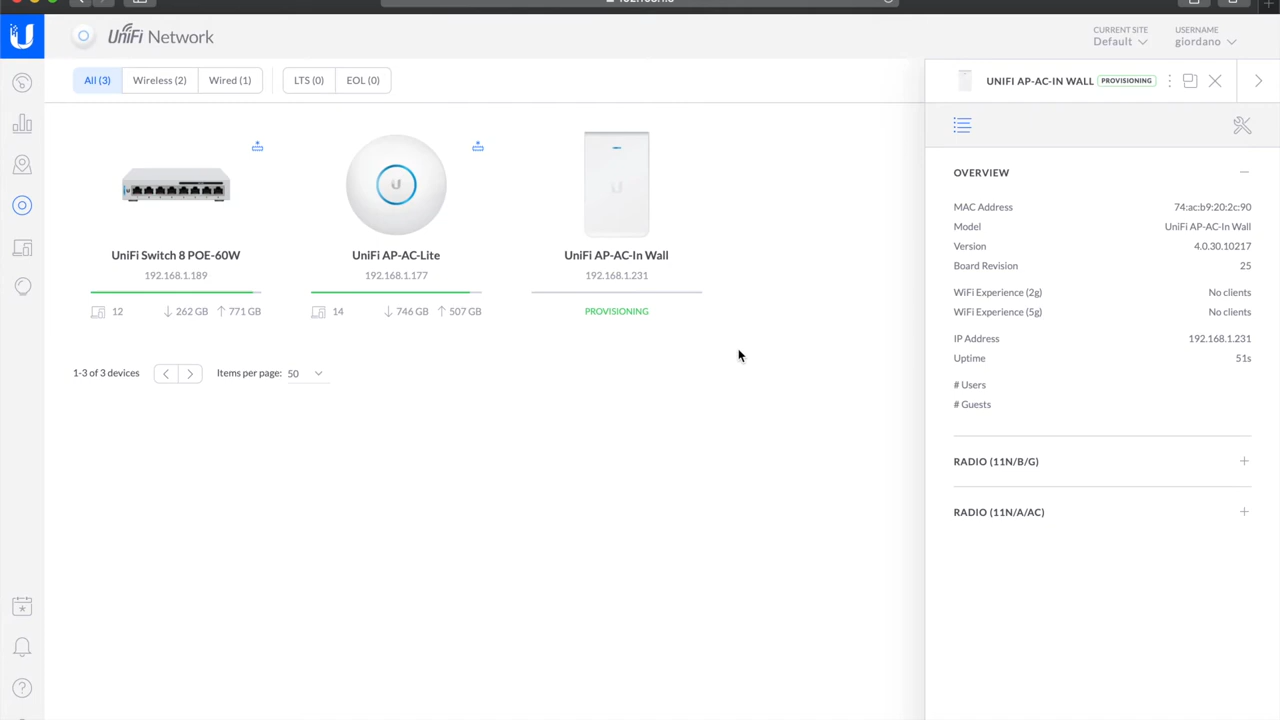 UniFi Network
CURRENT SITE
Default
USERNAME
giordano
All (3)
Wireless (2)
Wired (1)
LTS (0)
EOL (0)
UniFi Switch 8 POE-60W
192.168.1.189
12
262 GB
771 GB
UniFi AP-AC-Lite
192.168.1.177
14
746 GB
507 GB
UniFi AP-AC-In Wall
192.168.1.231
PROVISIONING
1-3 of 3 devices
Items per page: 50
UNIFI AP-AC-IN WALL PROVISIONING
OVERVIEW
MAC Address 74:ac:b9:20:2c:90
Model UniFi AP-AC-In Wall
Version 4.0.30.10217
Board Revision 25
WiFi Experience (2g) No clients
WiFi Experience (5g) No clients
IP Address 192.168.1.231
Uptime 51s
# Users
# Guests
RADIO (11N/B/G)
RADIO (11N/A/AC)